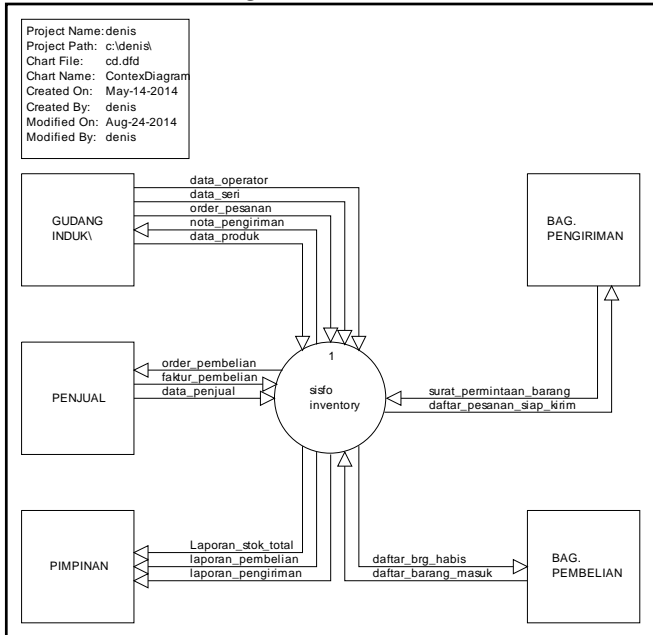 Project Name: denis
Project Path: c:\denis\
Chart File: cd.dfd
Chart Name: ContexDiagram
Created On: May-14-2014
Created By: denis
Modified On: Aug-24-2014
Modified By: denis
data_operator
data_seri
order_pesanan
nota_pengiriman
data_produk
GUDANG
INDUK\
BAG.
PENGIRIMAN
1
sisfo
inventory
order_pembelian
faktur_pembelian
data_penjual
PENJUAL
surat_permintaan_barang
daftar_pesanan_siap_kirim
Laporan_stok_total
laporan_pembelian
laporan_pengiriman
PIMPINAN
daftar_brg_habis
daftar_barang_masuk
BAG.
PEMBELIAN